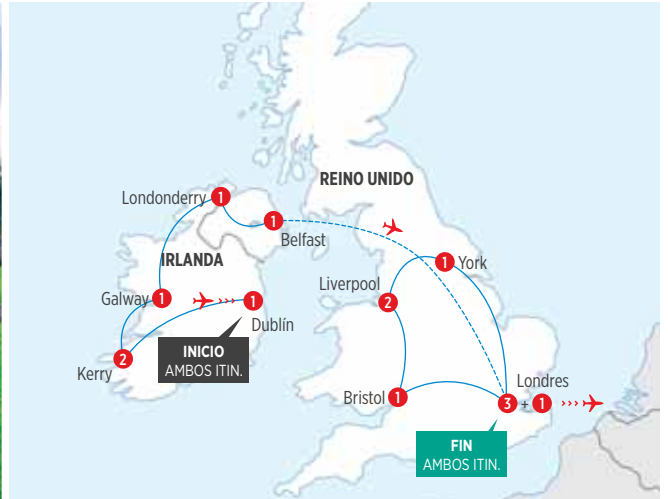 REINO UNIDO
Londonderry 1
1
Belfast
IRLANDA
1 York
Liverpool
2
Galway 1
1
Dublín
INICIO
AMBOS ITIN.
2
Kerry
Londres
Bristol 1
3 + 1
FIN
AMBOS ITIN.